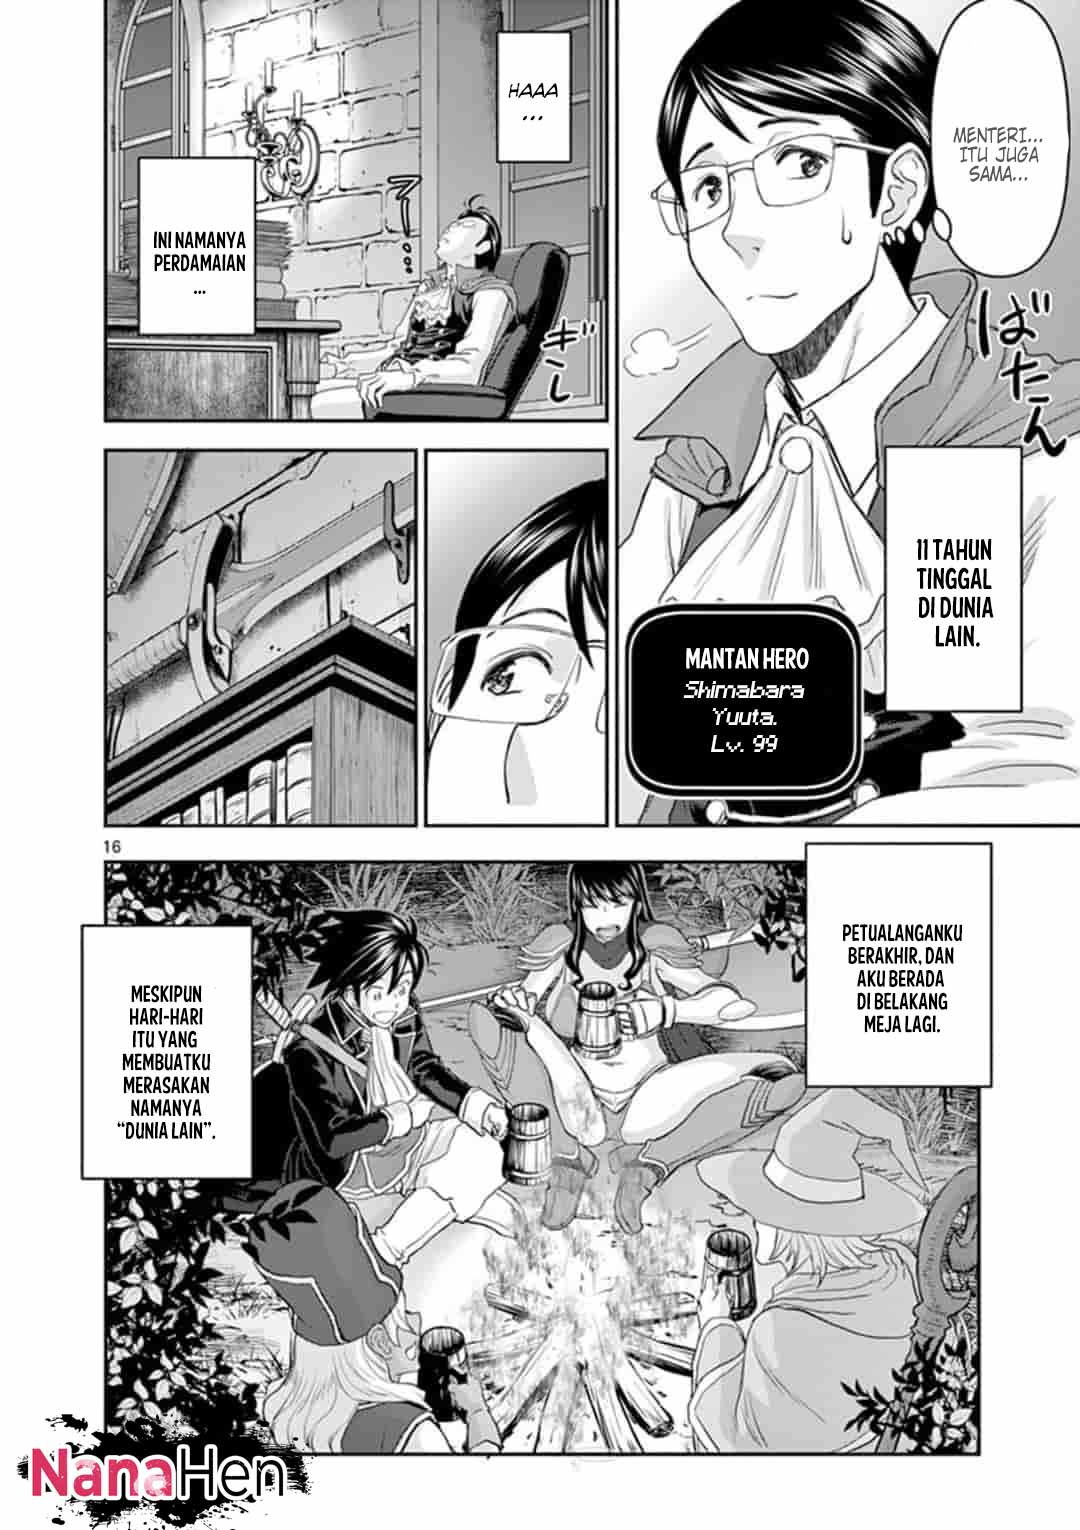 MENTERI...
ITU JUGA
SAMA...
ばたん
11 TAHUN
TINGGAL
DI DUNIA
LAIN.
MANTAN HERO
Shimabara
Yuuta.
Lv. 99
HAAA
...
INI NAMANYA
PERDAMAIAN
...
ギシ
16
PETUALANGANKU
BERAKHIR, DAN
AKU BERADA
DI BELAKANG
MEJA LAGI.
MESKIPUN
HARI-HARI
ITU YANG
MEMBUATKU
MERASAKAN
NAMANYA
“DUNIA LAIN”.
NanaHen